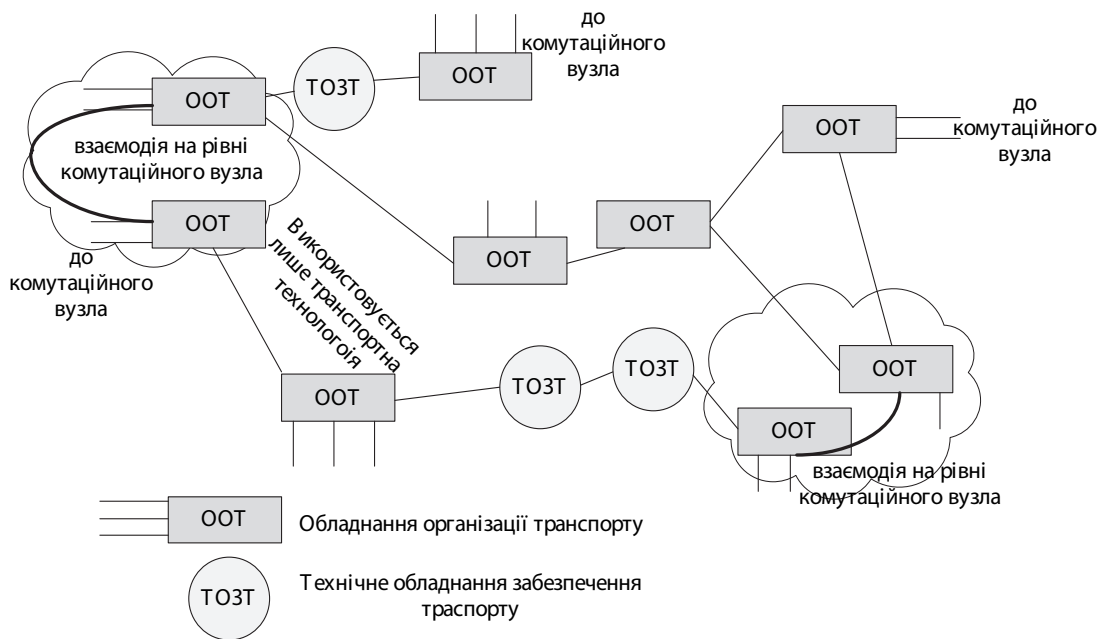 до
комутаційного
вузла
ООТ
ТОЗТ
ООТ
до
комутаційного
вузла
ООТ
взаємодія на рівні
комутаційного вузла
ООТ
ООТ
ООТ
до
комутаційного
вузла
Використовується
лише транспортна
технологоія
ООТ
ТОЗТ
ТОЗТ
ООТ
ООТ
взаємодія на рівні
комутаційного вузла
ООТ
Обладнання організації транспорту
ТОЗТ
Технічне обладнання забезпечення
траспорту